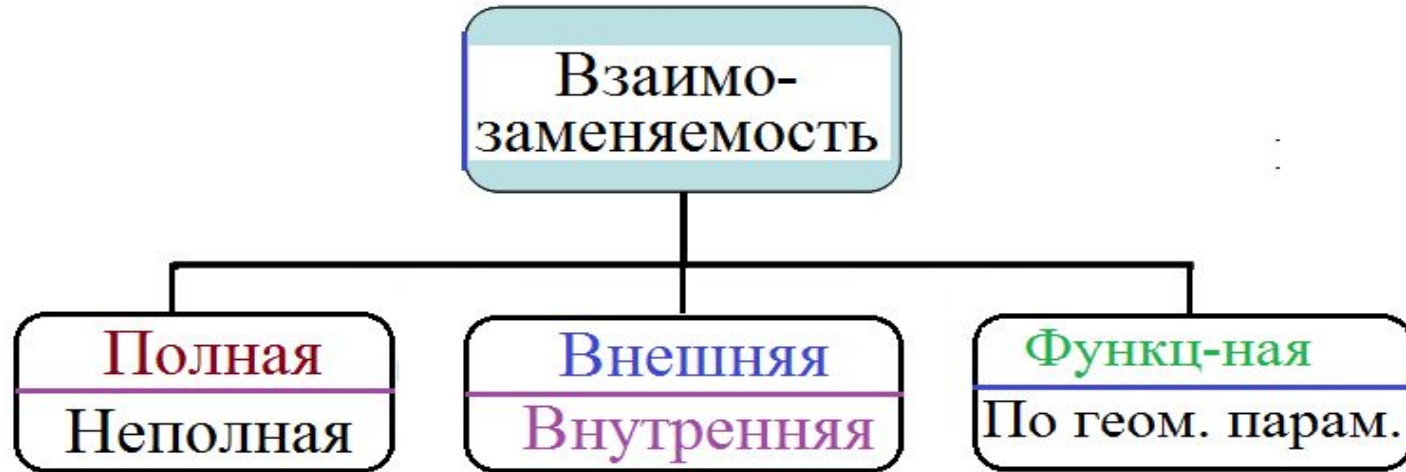 Взаимо-
заменяемость
Полная
Неполная
Внешняя
Внутренняя
Функц-ная
По геом. парам.